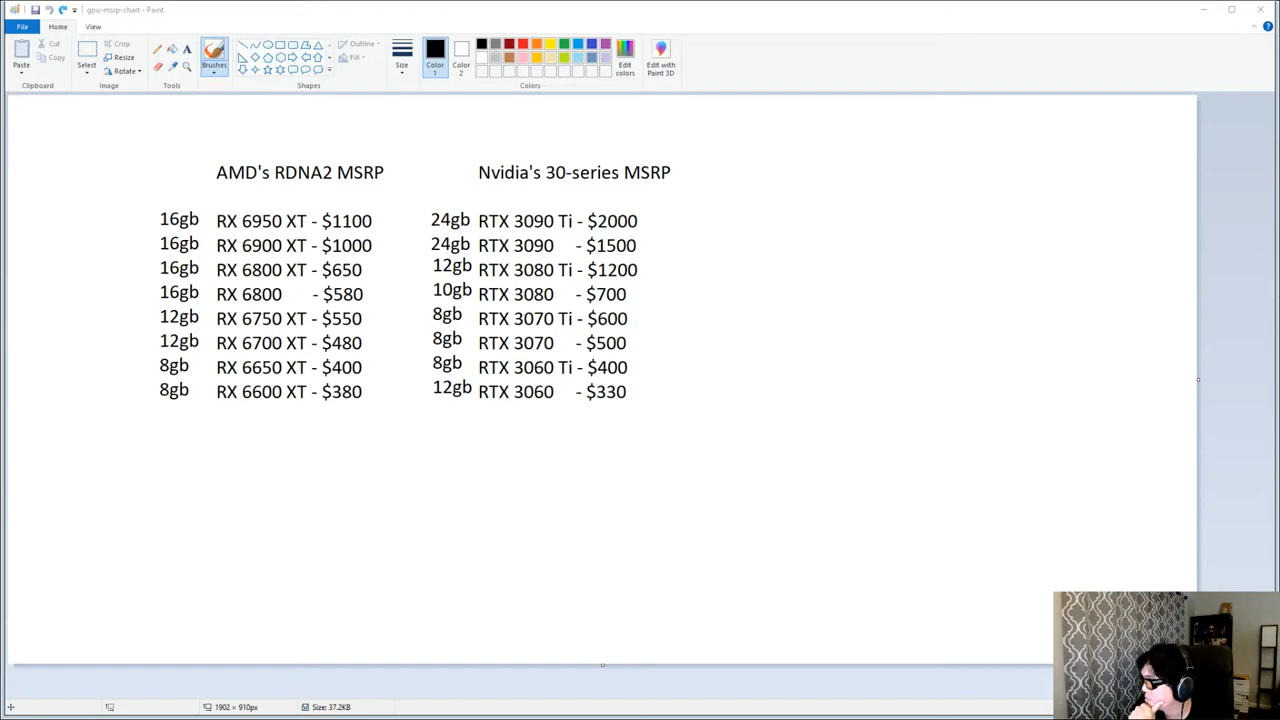 gpu-msrp-chart - Paint
File Home View
Paste Cut Copy Clipboard
Select Crop Resize Rotate Image
Tools
Brushes
Outline Fill Shapes
Size
Color 1 Color 2 Edit colors Colors
Edit with Paint 3D
AMD's RDNA2 MSRP
16gb RX 6950 XT - $1100
16gb RX 6900 XT - $1000
16gb RX 6800 XT - $650
16gb RX 6800 - $580
12gb RX 6750 XT - $550
12gb RX 6700 XT - $480
8gb RX 6650 XT - $400
8gb RX 6600 XT - $380
Nvidia's 30-series MSRP
24gb RTX 3090 Ti - $2000
24gb RTX 3090 - $1500
12gb RTX 3080 Ti - $1200
10gb RTX 3080 - $700
8gb RTX 3070 Ti - $600
8gb RTX 3070 - $500
8gb RTX 3060 Ti - $400
12gb RTX 3060 - $330
1902 × 910px Size: 37.2KB